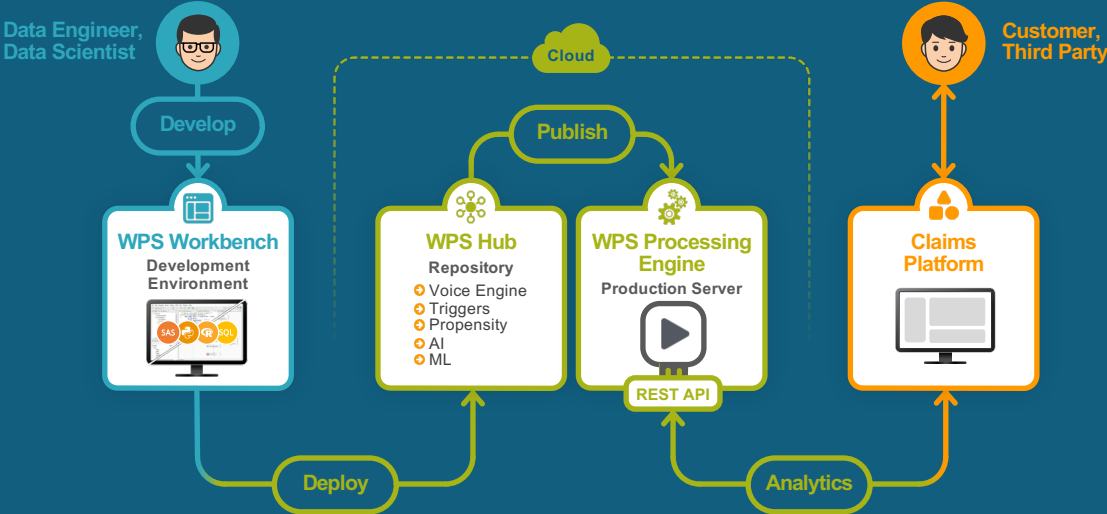 Data Engineer,
Data Scientist
Cloud
Customer,
Third Party
Develop
Publish
WPS Workbench
Development
Environment
SAS
R
SQL
WPS Hub
Repository
Voice Engine
Triggers
Propensity
AI
ML
WPS Processing
Engine
Production Server
REST API
Claims
Platform
Deploy
Analytics